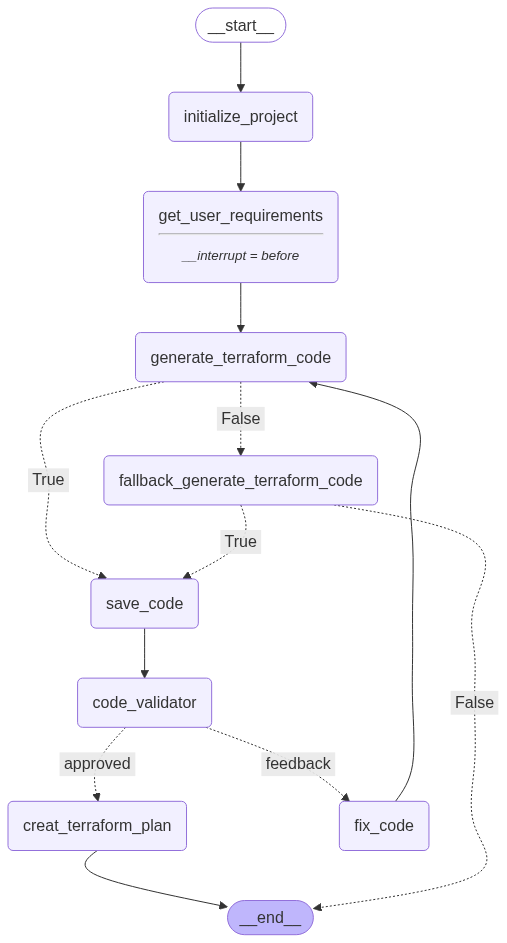 __start__
initialize_project
get_user_requirements
__interrupt = before
generate_terraform_code
False
fallback_generate_terraform_code
True
True
save_code
code_validator
False
approved
feedback
creat_terraform_plan
fix_code
__end__